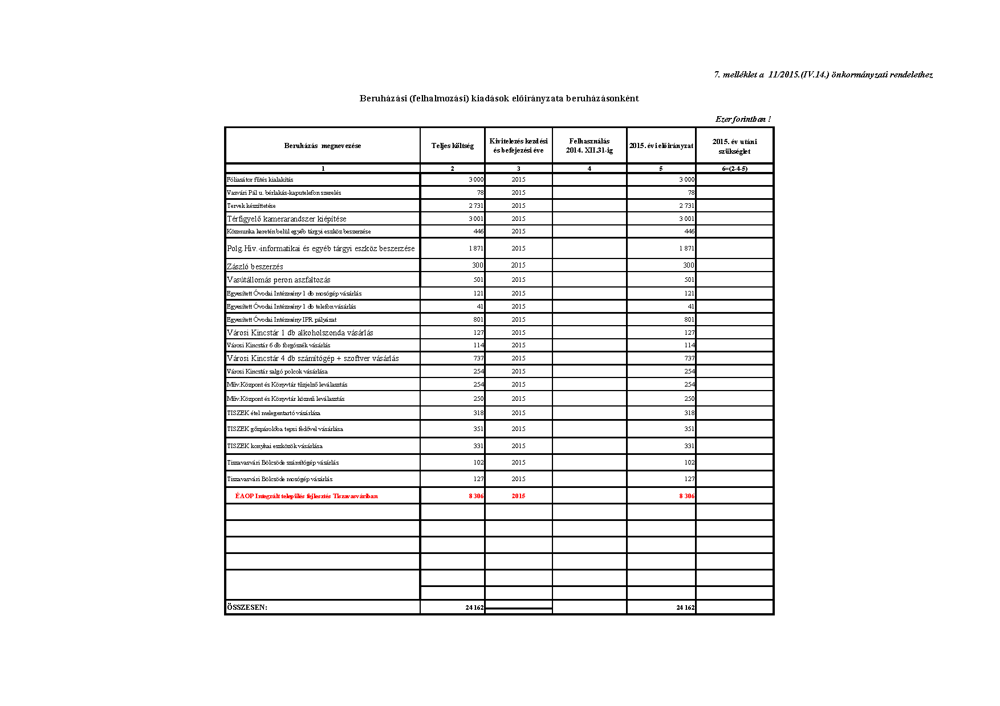 7. melléklet a  11/2015.(IV.14.) önkormányzati rendelethez
Beruházási (felhalmozási) kiadások előirányzata beruházásonként
Ezer forintban !
Beruházás  megnevezése Teljes költség Kivitelezés kezdési és befejezési éve Felhasználás 2014. XII.31-ig 2015. évi előirányzat 2015. év utáni szükséglet
1 2 3 4 5 6=(2-4-5)
Fóliasátor fűtés kialakítás 3 000 2015 3 000
Vasvári Pál u. bérlakás-kaputelefon szerelés 78 2015 78
Tervek készíttetése 2 731 2015 2 731
Térfigyelő kamerarandszer kiépítése 3 001 2015 3 001
Közmunka keretén belül egyéb tárgyi eszköz beszerzése 446 2015 446
Polg.Hiv.-informatikai és egyéb tárgyi eszköz beszerzése 1 871 2015 1 871
Zászló beszerzés 300 2015 300
Vasútállomás peron aszfaltozás 501 2015 501
Egyesített Óvodai Intézmény 1 db mosógép vásárlás 121 2015 121
Egyesített Óvodai Intézmény 1 db telefon vásárlás 41 2015 41
Egyesített Óvodai Intézmény IPR pályázat 801 2015 801
Városi Kincstár 1 db alkoholszonda vásárlás 127 2015 127
Városi Kincstár 6 db forgószék vásárlás 114 2015 114
Városi Kincstár 4 db számítógép + szoftver vásárlás 737 2015 737
Városi Kincstár salgó polcok vásárlása 254 2015 254
Műv.Központ és Könyvtár tűzjelző leválasztás 254 2015 254
Műv.Központ és Könyvtár közmű leválasztás 250 2015 250
TISZEK étel melegentartó vásárlása 318 2015 318
TISZEK gőzpárolóba tepsi fedővel vásárlása 351 2015 351
TISZEK konyhai eszközök vásárlása 331 2015 331
Tiszavasvári Bölcsöde számítógép vásárlás 102 2015 102
Tiszavasvári Bölcsöde mosógép vásárlás 127 2015 127
ÉAOP Integrált település fejlesztés Tiszavasváriban 8 306 2015 8 306
ÖSSZESEN: 24 162 24 162